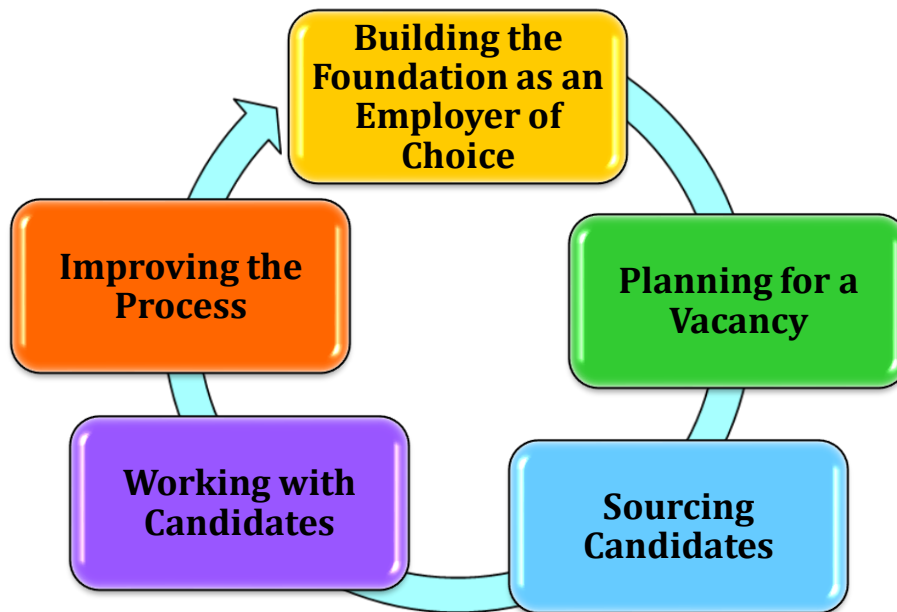 Building the
Foundation as an
Employer of
Choice
Planning for a
Vacancy
Sourcing
Candidates
Working with
Candidates
Improving the
Process